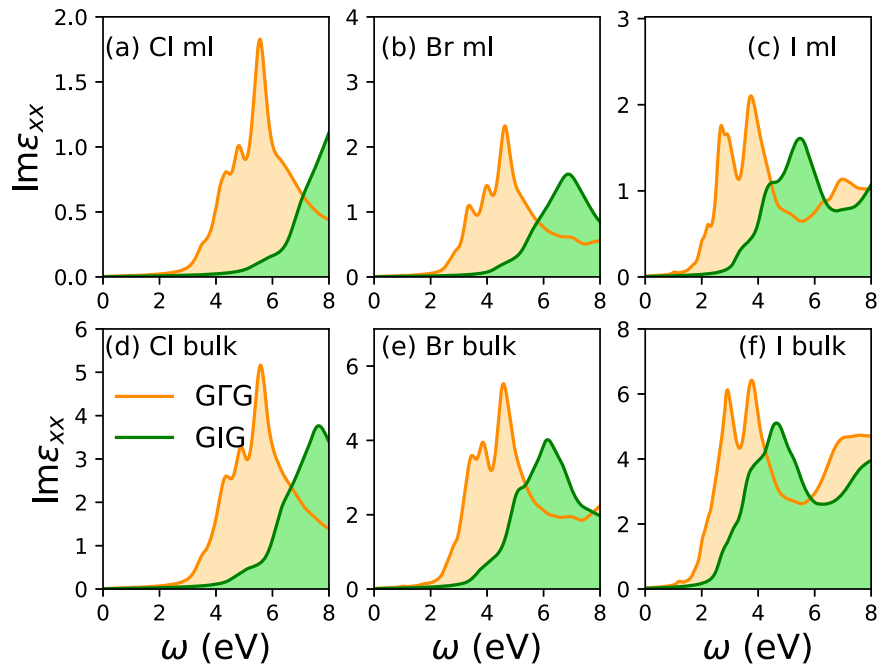 (a) Cl ml
(b) Br ml
(c) I ml
Imεxx
2.0
1.5
1.0
0.5
0.0
0 2 4 6 8
4
3
2
1
0
0 2 4 6 8
3
2
1
0
0 2 4 6 8
(d) Cl bulk
(e) Br bulk
(f) I bulk
GΓG
GIG
Imεxx
6
5
4
3
2
1
0
0 2 4 6 8
ω (eV)
6
4
2
0
0 2 4 6 8
ω (eV)
8
6
4
2
0
0 2 4 6 8
ω (eV)